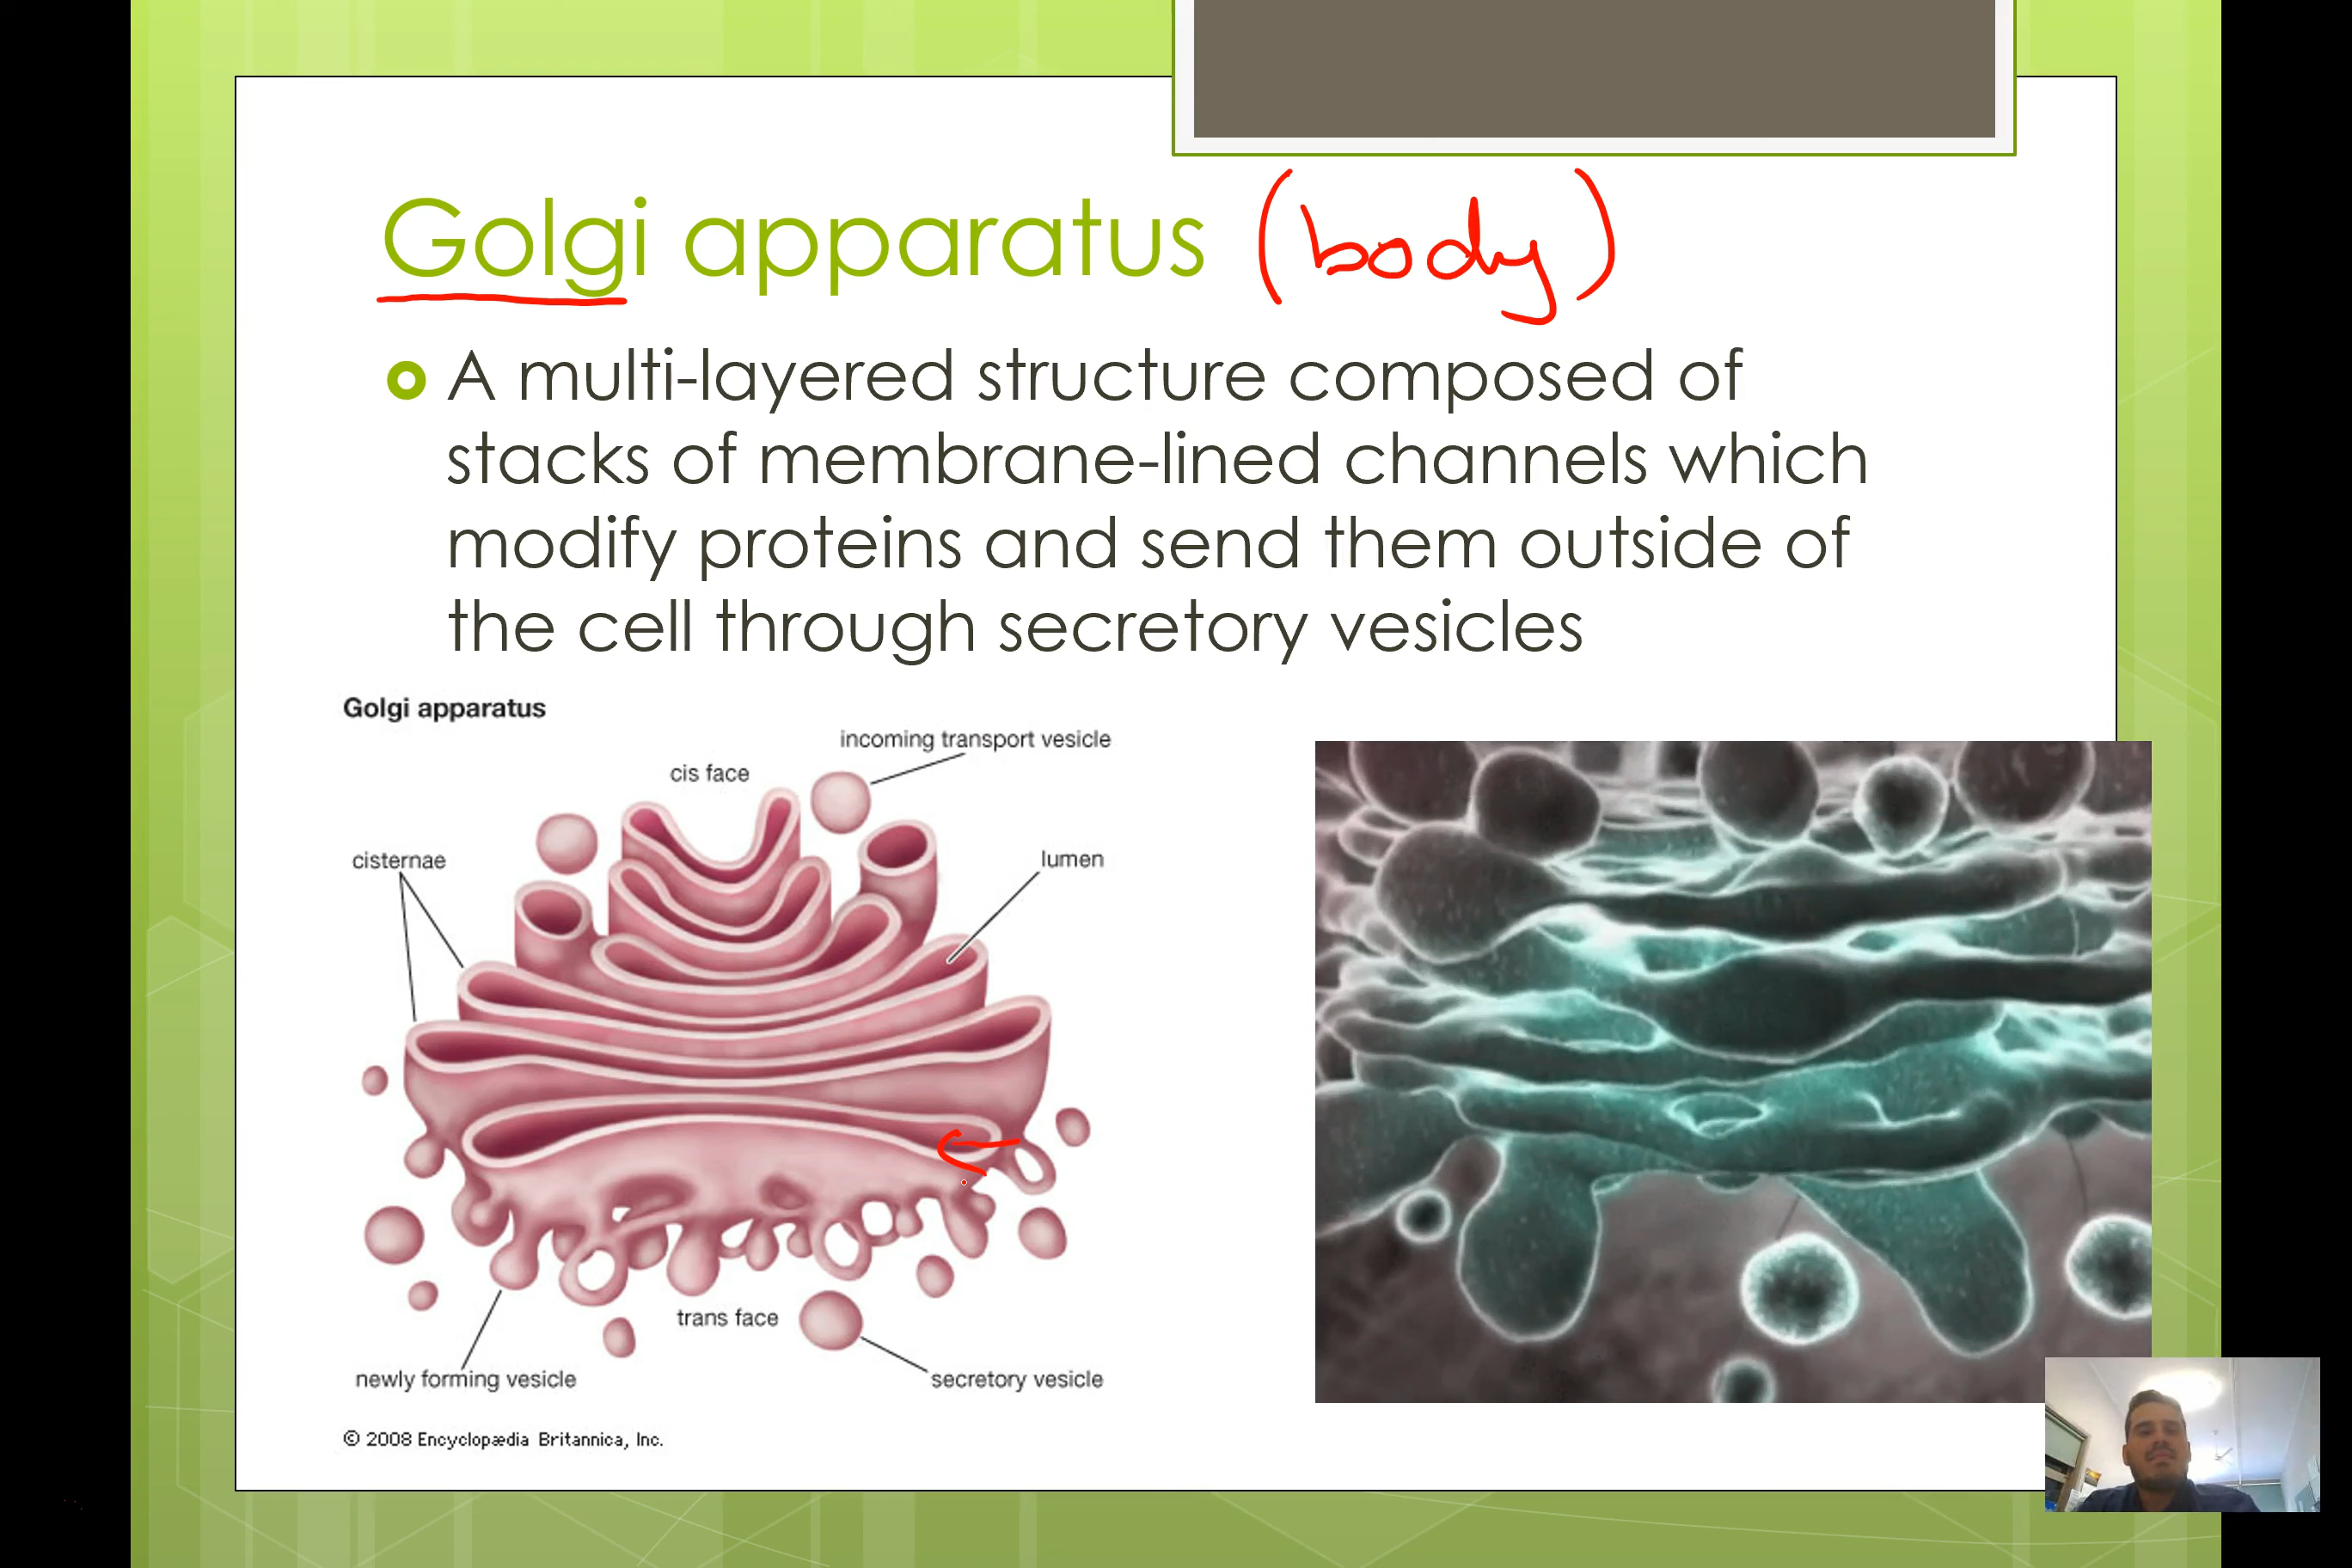 Golgi apparatus (body)
A multi-layered structure composed of
stacks of membrane-lined channels which
modify proteins and send them outside of
the cell through secretory vesicles
Golgi apparatus
incoming transport vesicle
cis face
cisternae
lumen
trans face
newly forming vesicle
secretory vesicle
© 2008 Encyclopædia Britannica, Inc.